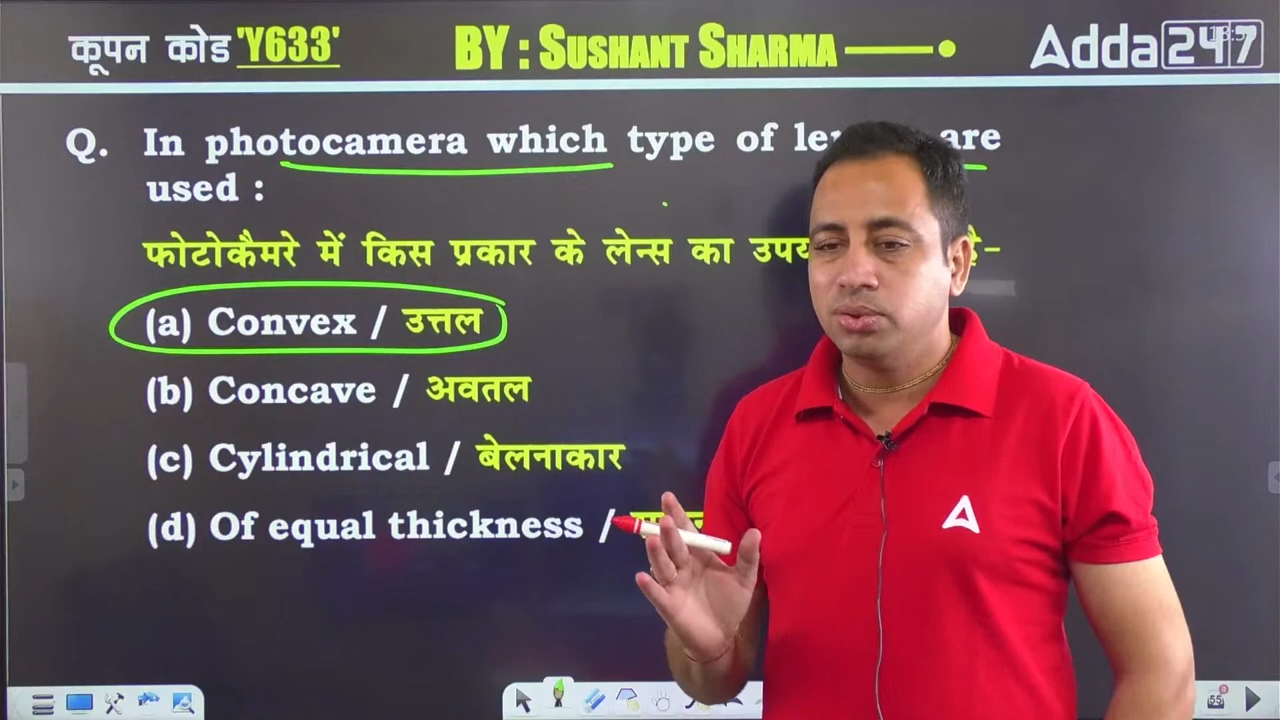 कूपन कोड 'Y633' BY : SUSHANT SHARMA Adda247
Q. In photocamera which type of are
used :
फोटोकैमरे में किस प्रकार के लेन्स का है-
(a) Convex / उत्तल
(b) Concave / अवतल
(c) Cylindrical / बेलनाकार
(d) Of equal thickness /
55